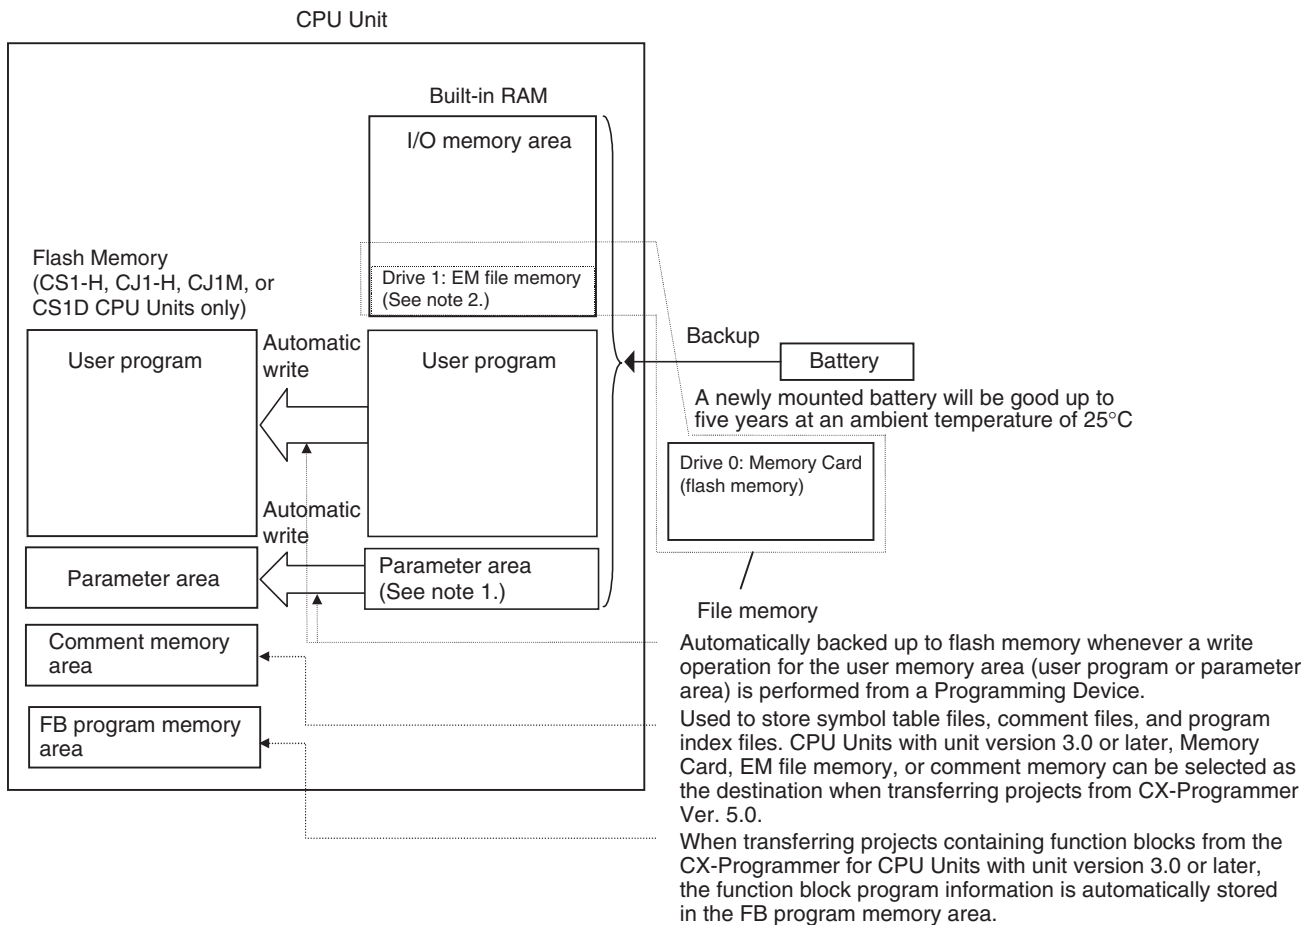 CPU Unit
Built-in RAM
I/O memory area
Drive 1: EM file memory
(See note 2.)
Flash Memory
(CS1-H, CJ1-H, CJ1M, or
CS1D CPU Units only)
User program
Automatic
write
User program
Backup
Battery
A newly mounted battery will be good up to
five years at an ambient temperature of 25°C
Drive 0: Memory Card
(flash memory)
Automatic
write
Parameter area
Parameter area
(See note 1.)
File memory
Comment memory
area
Automatically backed up to flash memory whenever a write
operation for the user memory area (user program or parameter
area) is performed from a Programming Device.
FB program memory
area
Used to store symbol table files, comment files, and program
index files. CPU Units with unit version 3.0 or later, Memory
Card, EM file memory, or comment memory can be selected as
the destination when transferring projects from CX-Programmer
Ver. 5.0.
When transferring projects containing function blocks from the
CX-Programmer for CPU Units with unit version 3.0 or later,
the function block program information is automatically stored
in the FB program memory area.